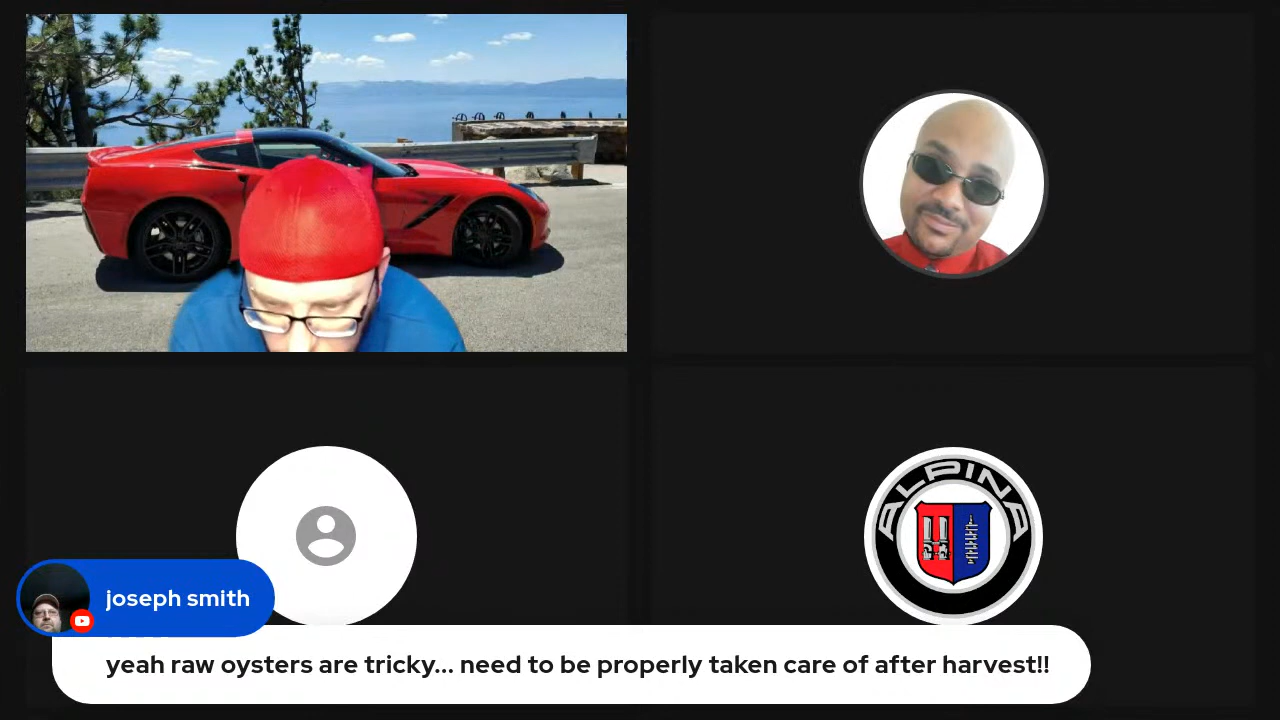 ALPINA
joseph smith
yeah raw oysters are tricky... need to be properly taken care of after harvest!!